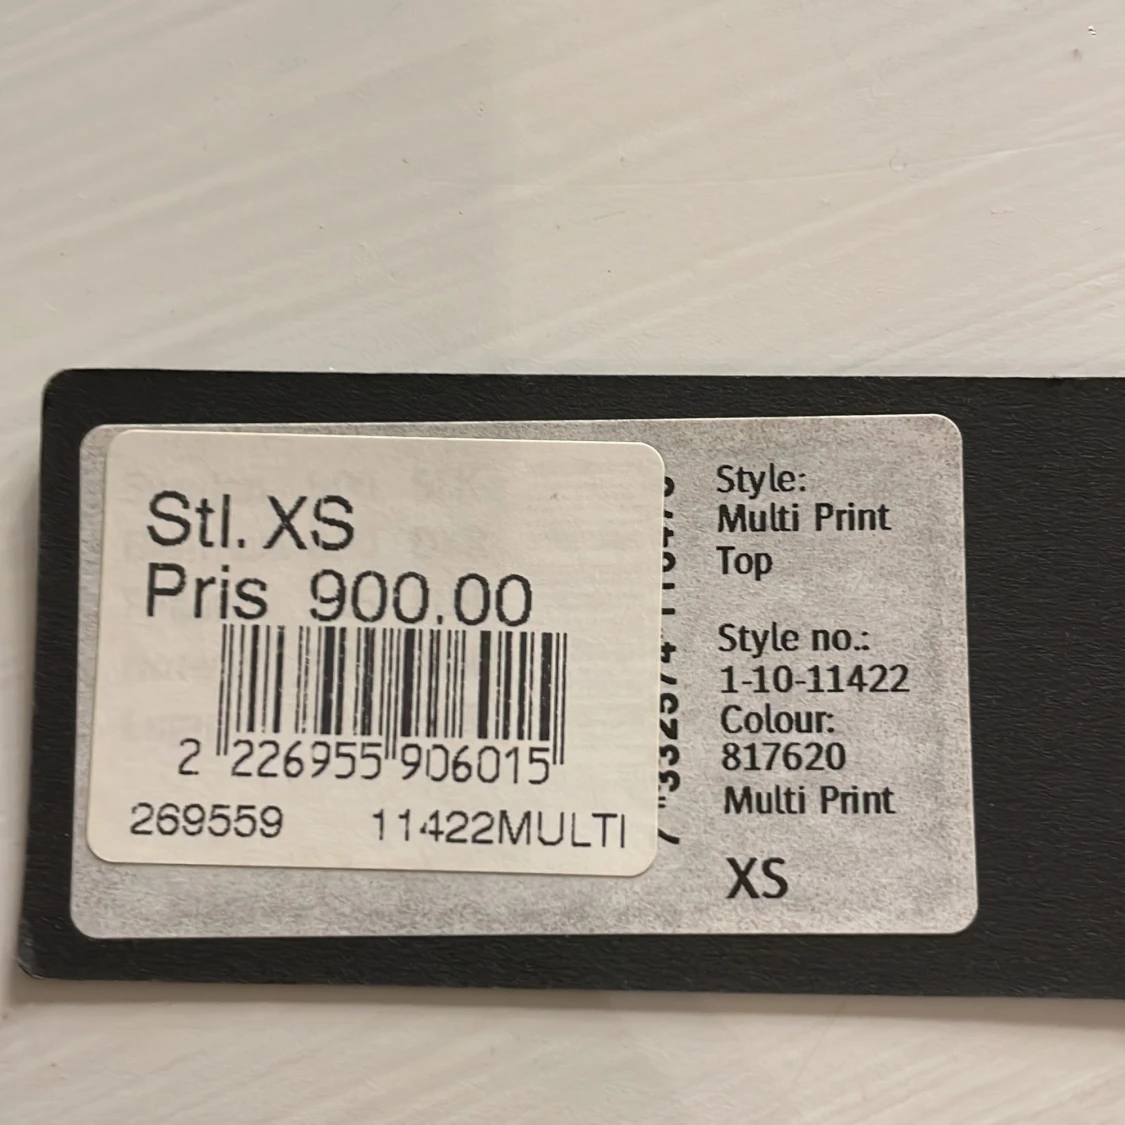 Stl. XS
Pris 900.00
2 226955 906015
269559 11422MULTI
Style:
Multi Print
Top
Style no.:
1-10-11422
Colour:
817620
Multi Print
XS